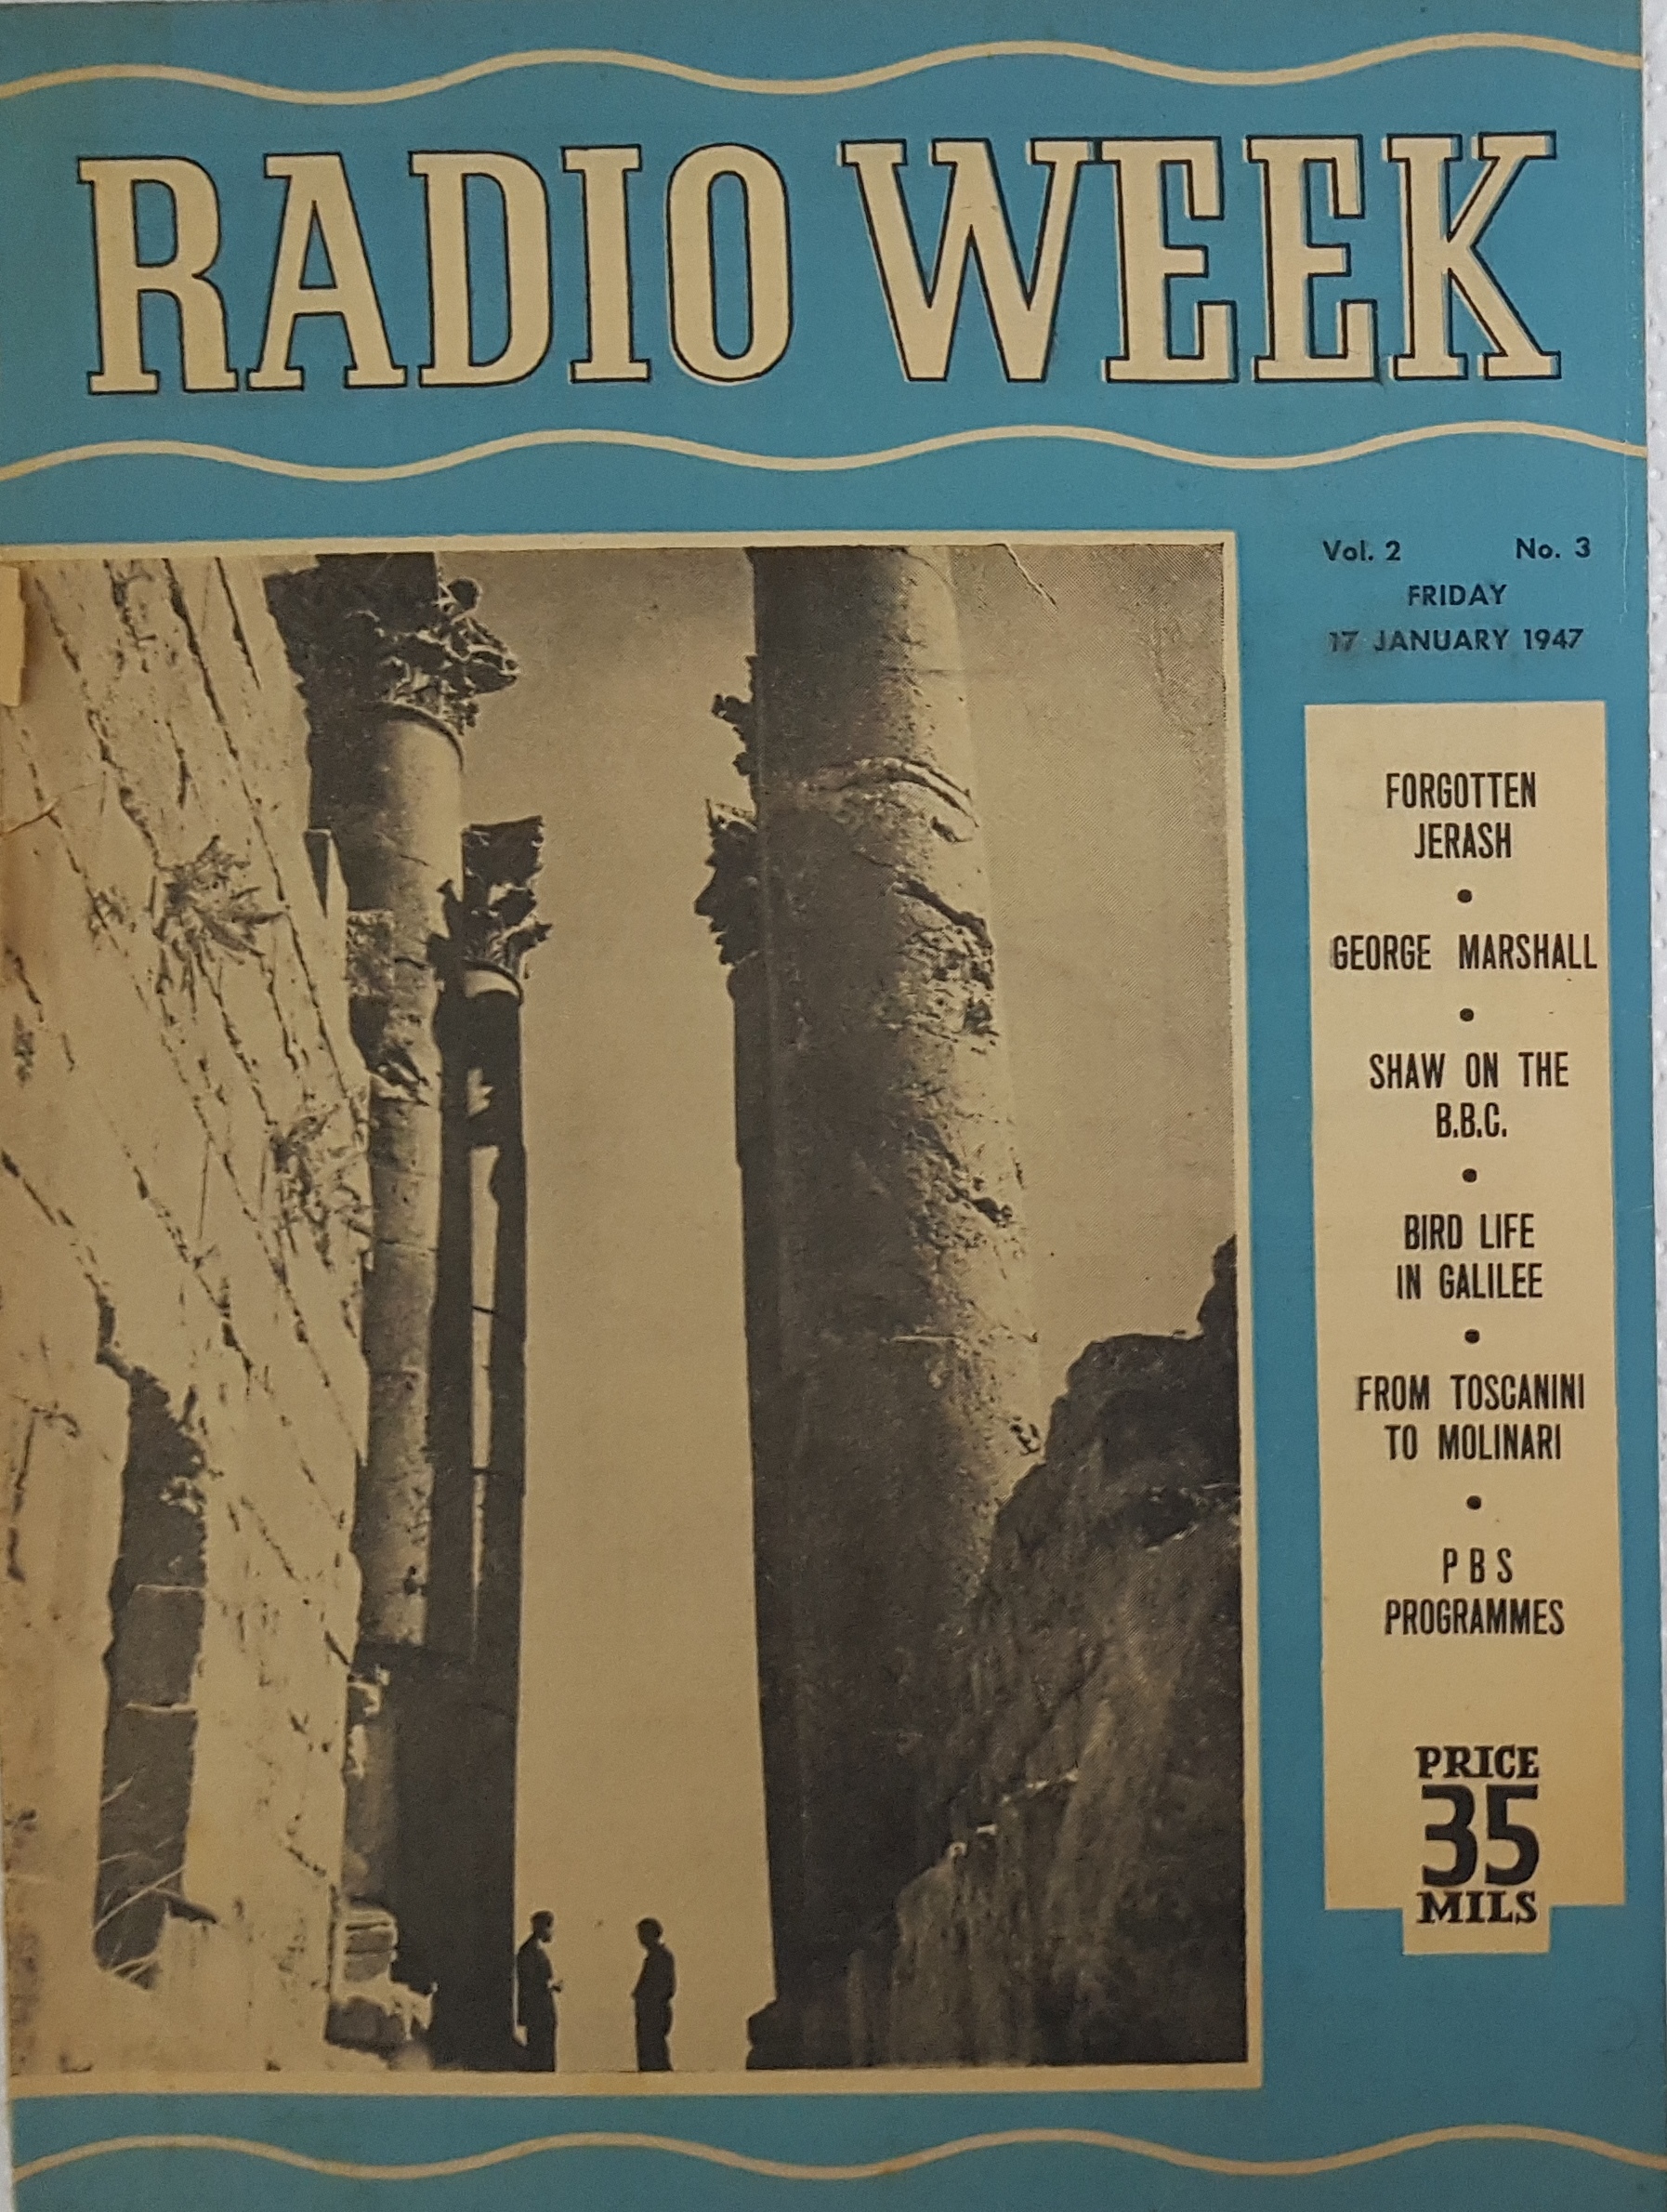 RADIO WEEK
Vol. 2 No. 3
FRIDAY
17 JANUARY 1947
FORGOTTEN
JERASH
•
GEORGE MARSHALL
•
SHAW ON THE
B.B.C.
•
BIRD LIFE
IN GALILEE
•
FROM TOSCANINI
TO MOLINARI
•
PBS
PROGRAMMES
PRICE
35
MILS